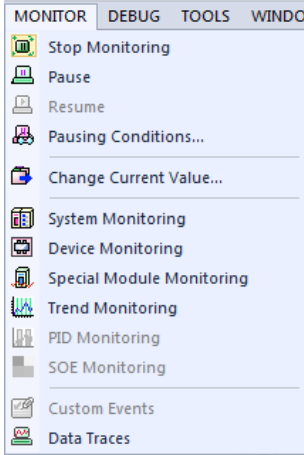 MONITOR DEBUG TOOLS
Stop Monitoring
Pause
Resume
Pausing Conditions...
Change Current Value...
System Monitoring
Device Monitoring
Special Module Monitoring
Trend Monitoring
PID Monitoring
SOE Monitoring
Custom Events
Data Traces